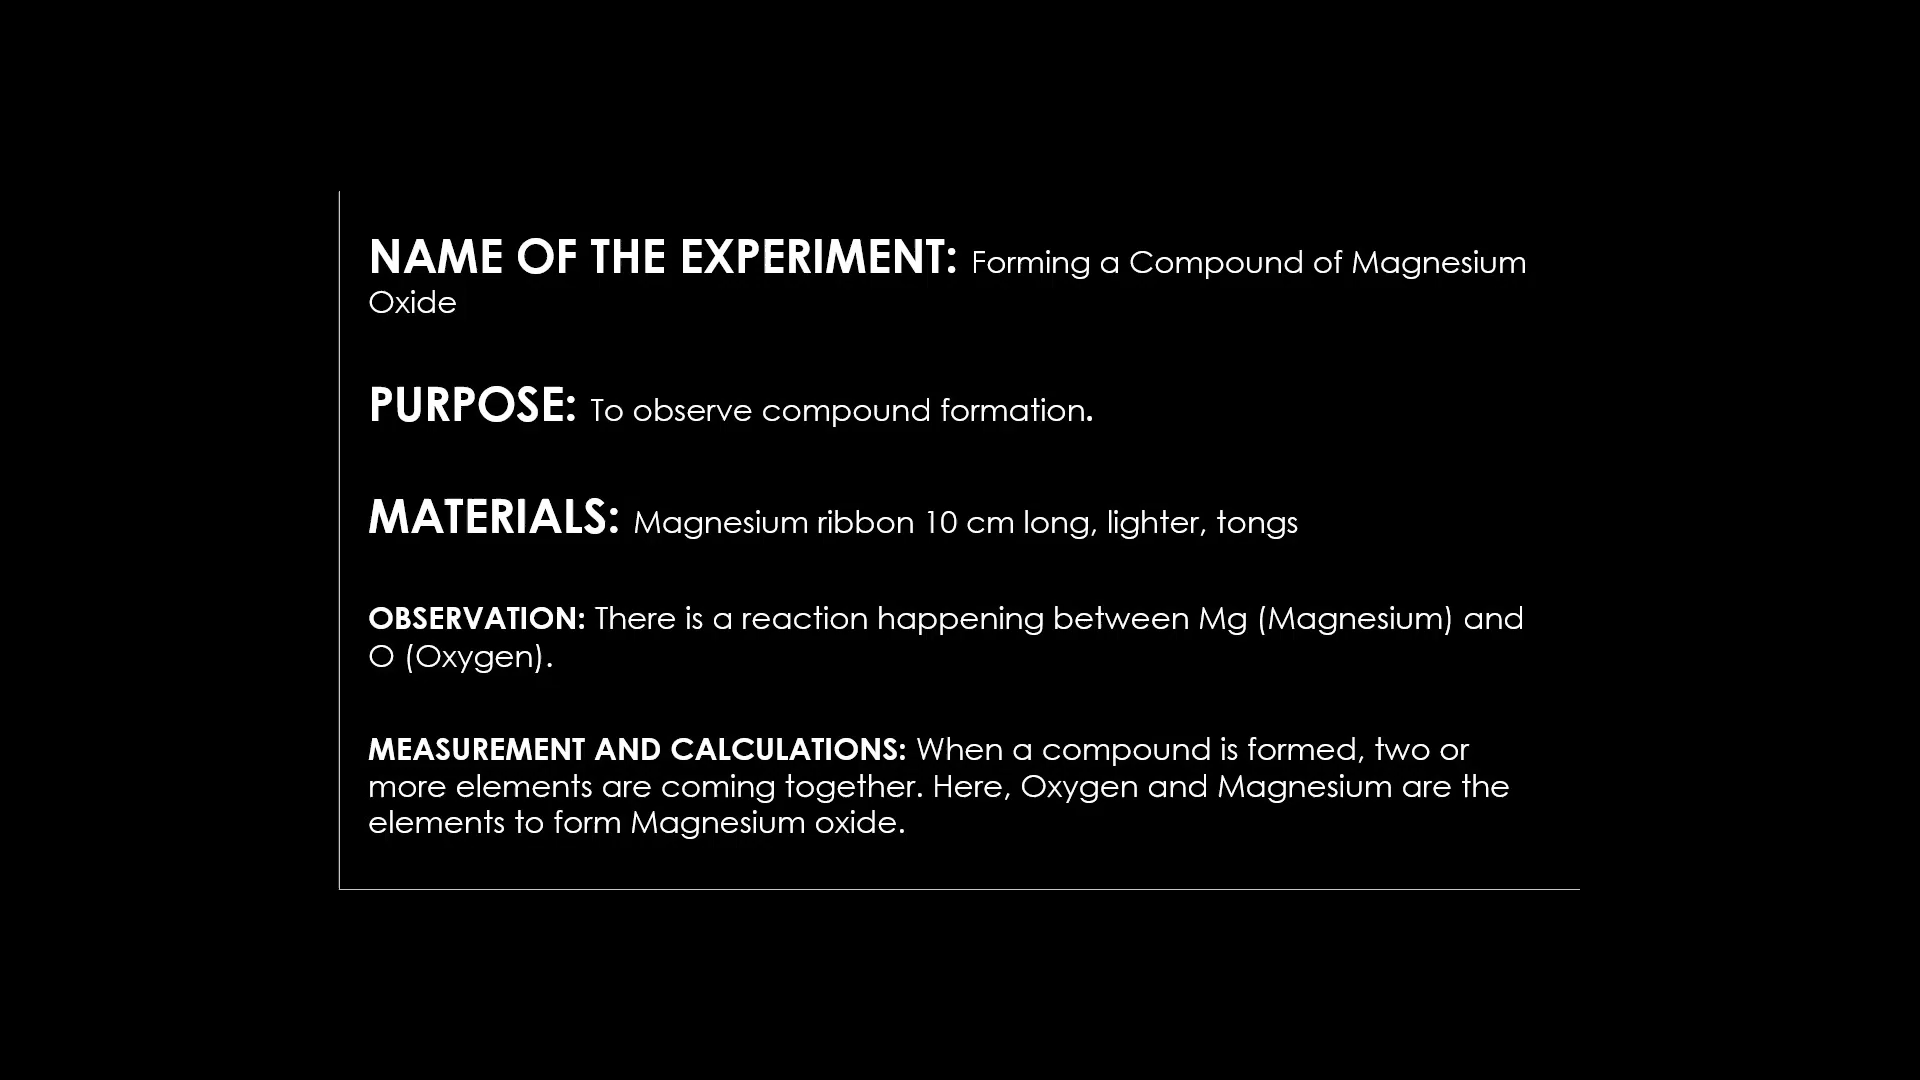 NAME OF THE EXPERIMENT: Forming a Compound of Magnesium
Oxide
PURPOSE: To observe compound formation.
MATERIALS: Magnesium ribbon 10 cm long, lighter, tongs
OBSERVATION: There is a reaction happening between Mg (Magnesium) and
O (Oxygen).
MEASUREMENT AND CALCULATIONS: When a compound is formed, two or
more elements are coming together. Here, Oxygen and Magnesium are the
elements to form Magnesium oxide.